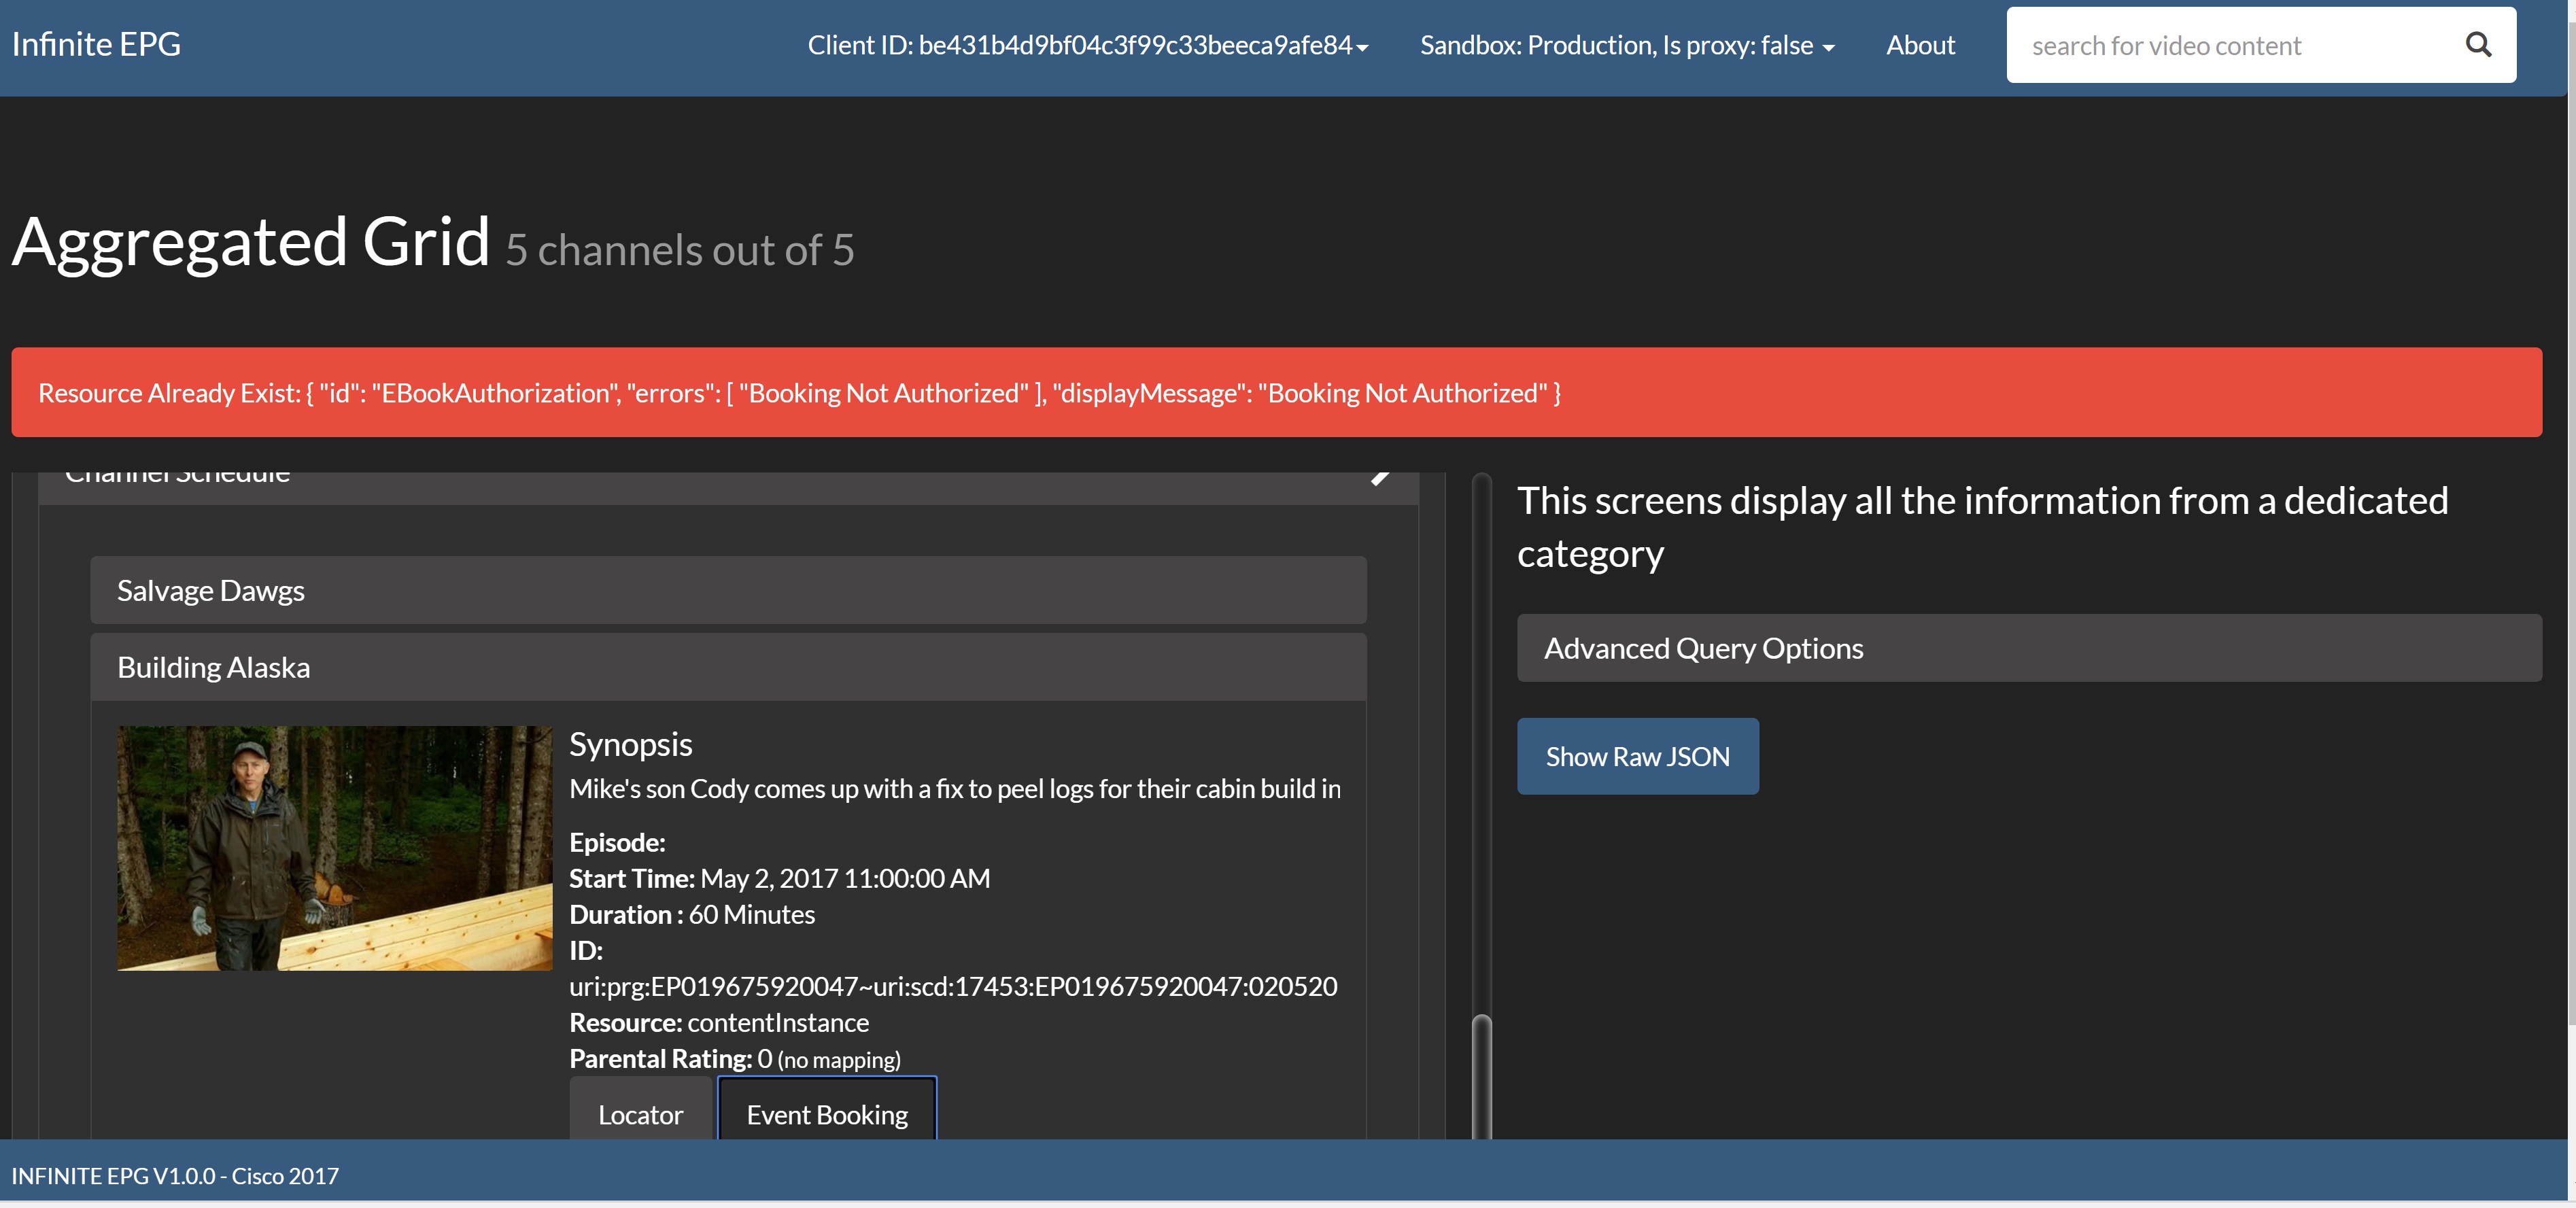 Infinite EPG
Client ID: be431b4d9bf04c3f99c33beeca9afe84
Sandbox: Production, Is proxy: false
About
search for video content
Aggregated Grid 5 channels out of 5
Resource Already Exist: { "id": "EBookAuthorization", "errors": [ "Booking Not Authorized" ], "displayMessage": "Booking Not Authorized" }
Channel Schedule
Salvage Dawgs
Building Alaska
Synopsis
Mike's son Cody comes up with a fix to peel logs for their cabin build in
Episode:
Start Time: May 2, 2017 11:00:00 AM
Duration : 60 Minutes
ID:
uri:prg:EP019675920047~uri:scd:17453:EP019675920047:020520
Resource: contentInstance
Parental Rating: 0 (no mapping)
Locator
Event Booking
This screens display all the information from a dedicated
category
Advanced Query Options
Show Raw JSON
INFINITE EPG V1.0.0 - Cisco 2017